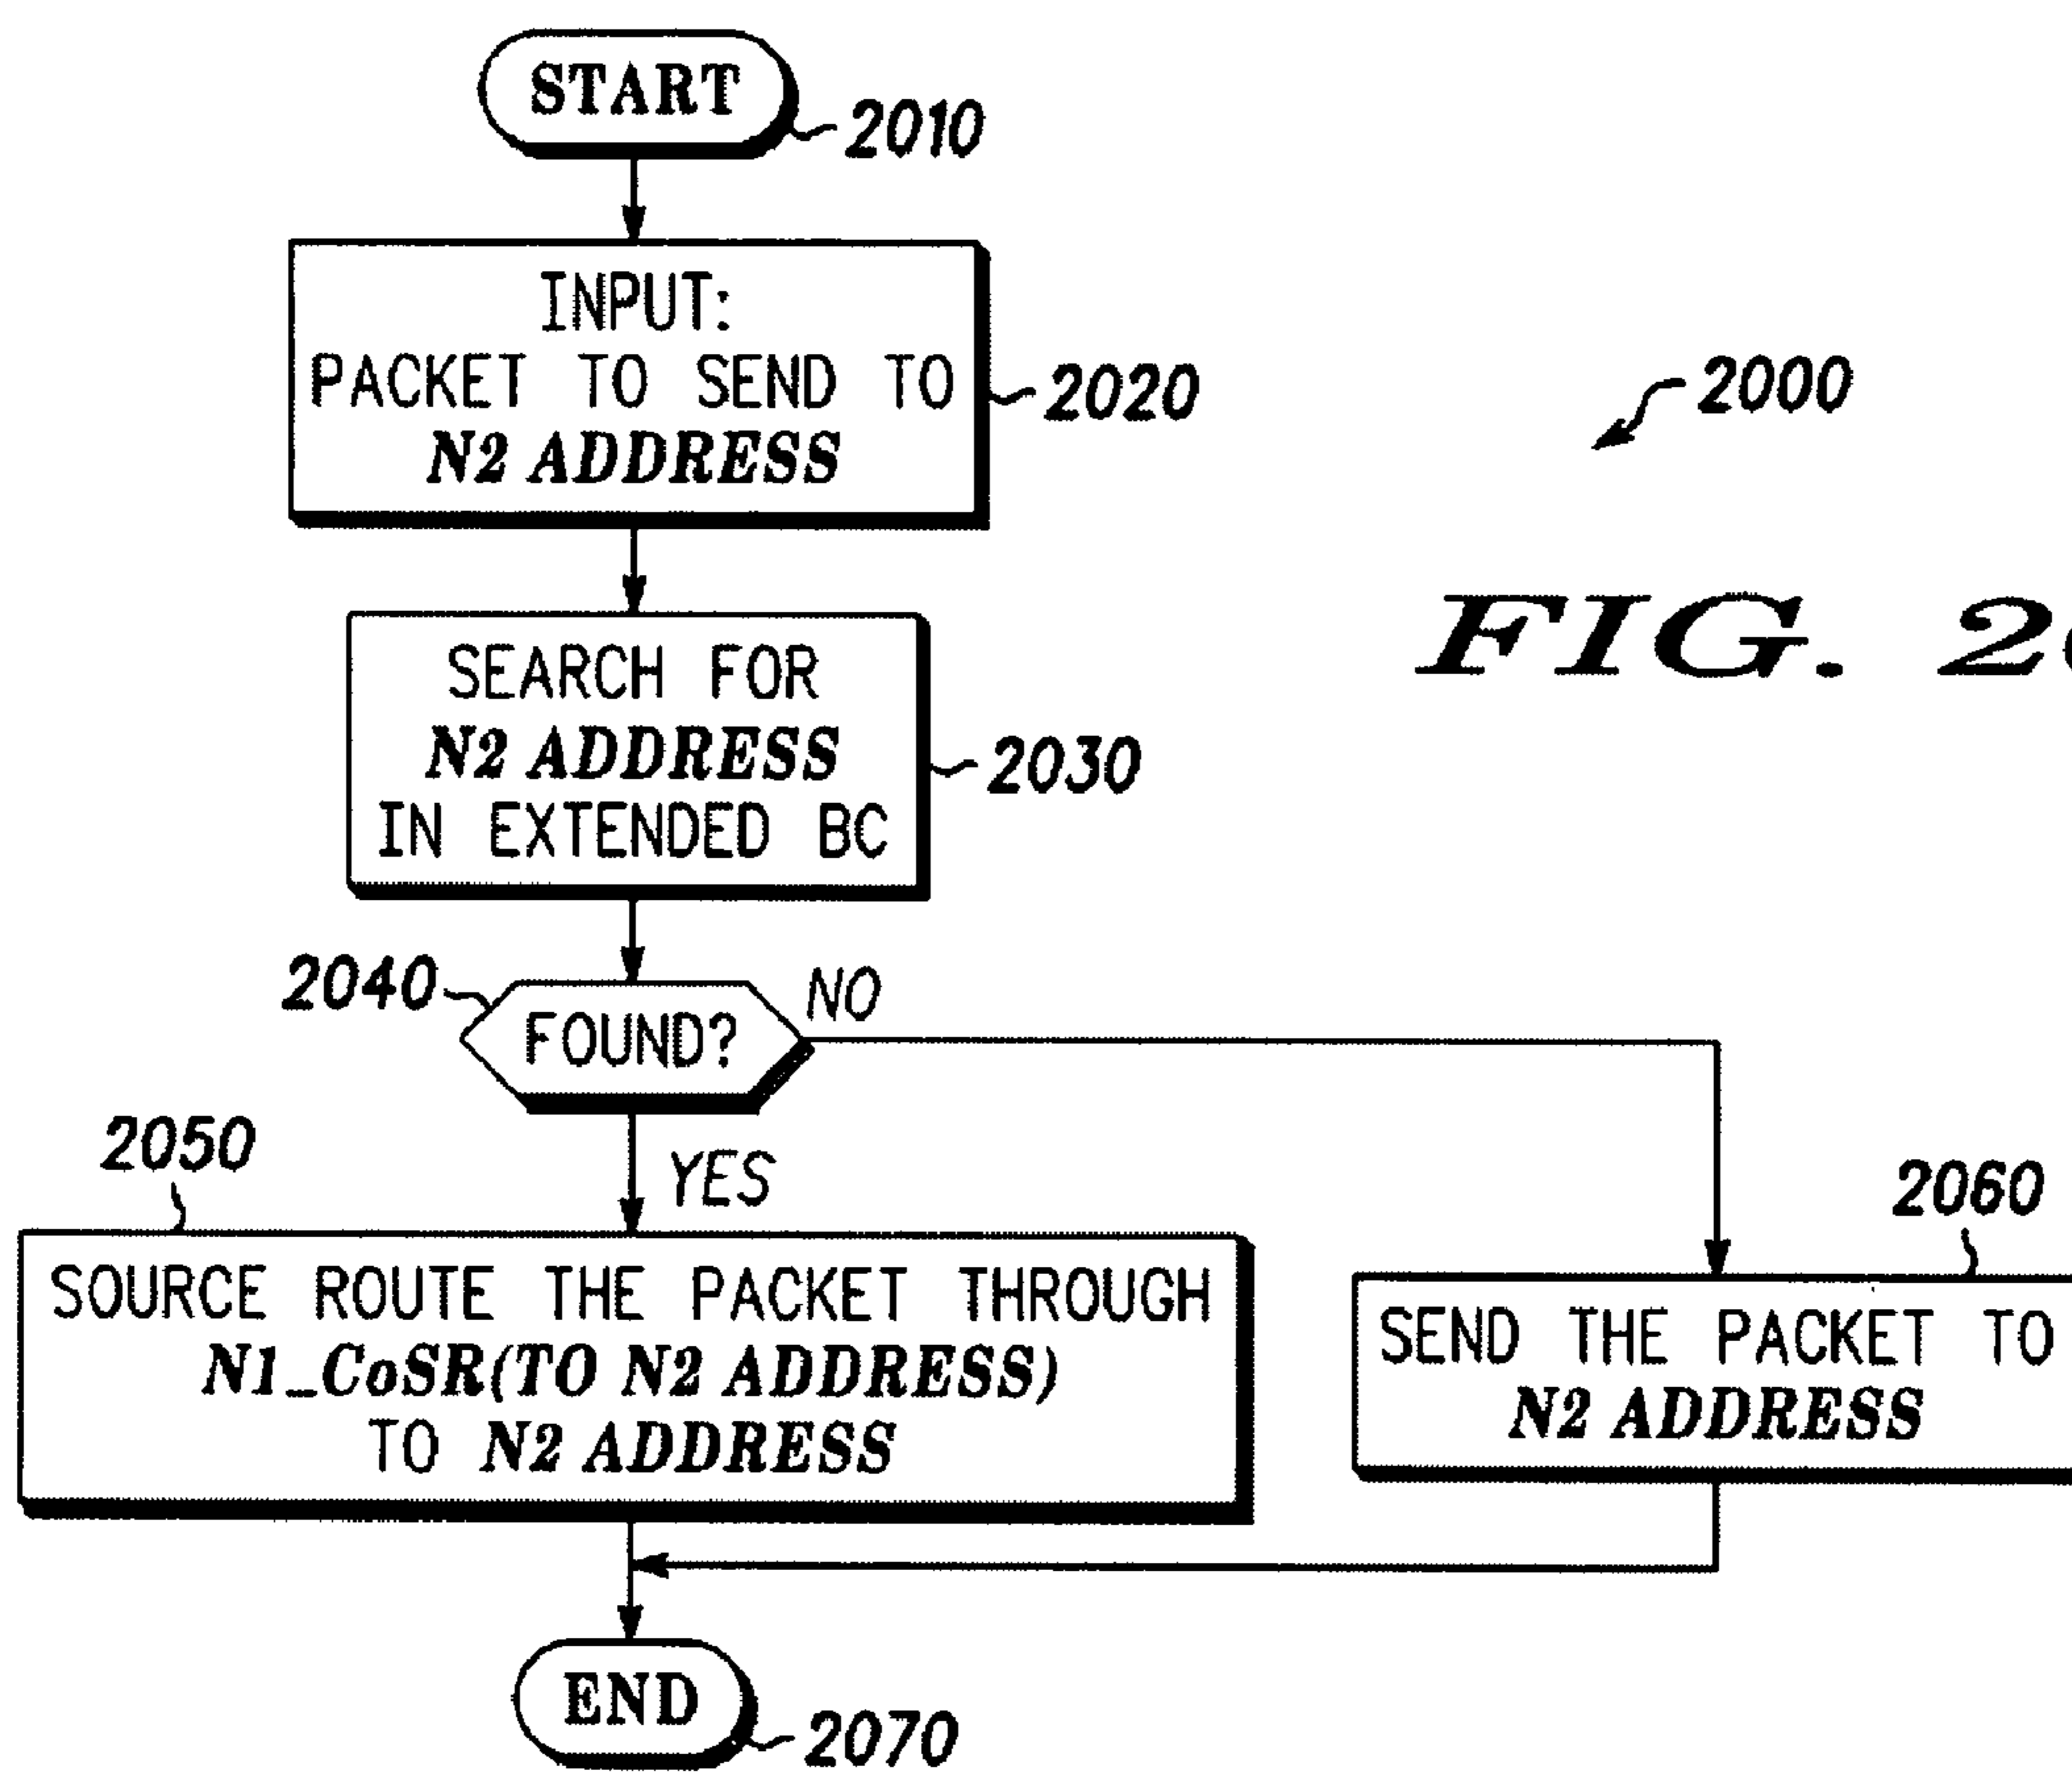 START
2010
INPUT:
PACKET TO SEND TO
N2 ADDRESS
2020
2000
FIG.
SEARCH FOR
N2 ADDRESS
IN EXTENDED BC
2030
2040
FOUND?
NO
YES
2050
SOURCE ROUTE THE PACKET THROUGH
N1_CoSR(TO N2 ADDRESS)
TO N2 ADDRESS
2060
SEND THE PACKET TO
N2 ADDRESS
END
2070